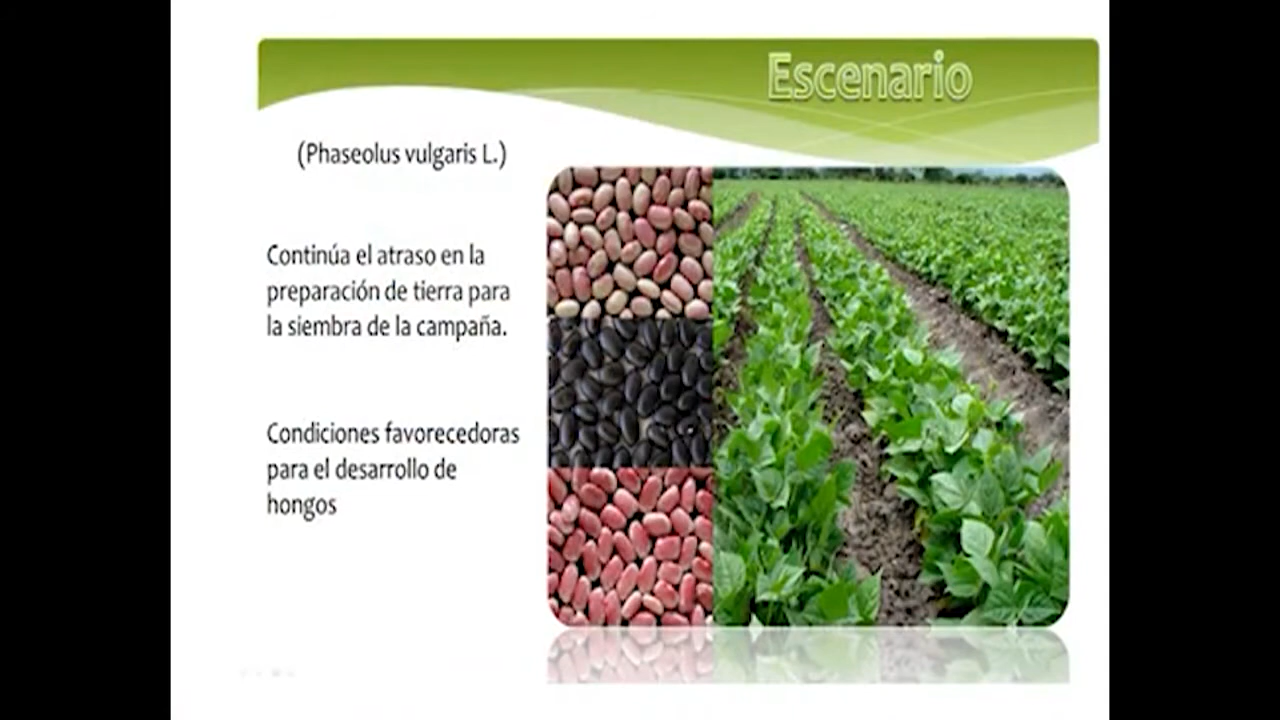 Escenario
(Phaseolus vulgaris L.)
Continúa el atraso en la
preparación de tierra para
la siembra de la campaña.
Condiciones favorecedoras
para el desarrollo de
hongos